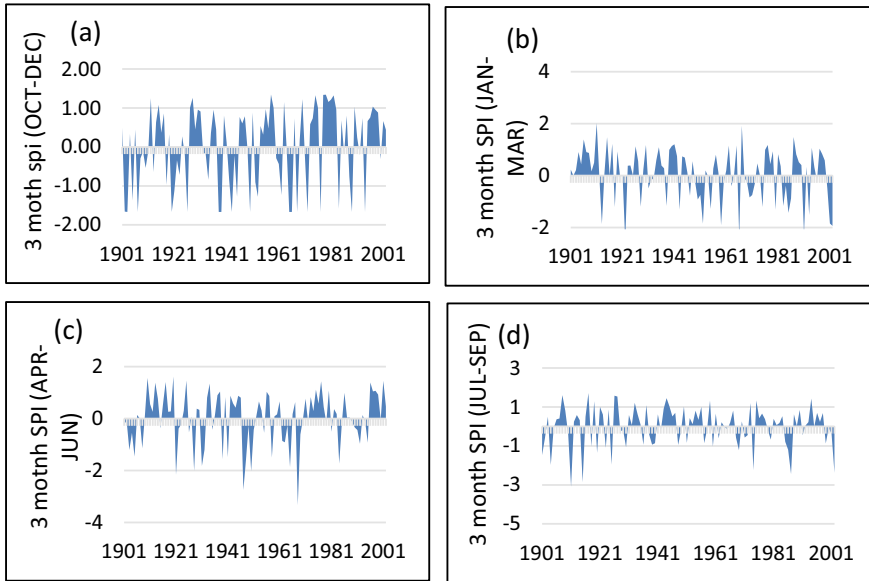 (a)
3 moth spi (OCT-DEC)
2.00
1.00
0.00
-1.00
-2.00
1901 1921 1941 1961 1981 2001
(b)
3 month SPI (JAN-
MAR)
4
2
0
-2
1901 1921 1941 1961 1981 2001
(c)
3 motnh SPI (APR-
JUN)
2
0
-2
-4
1901 1921 1941 1961 1981 2001
(d)
3 month SPI (JUL-SEP)
3
1
-1
-3
-5
1901 1921 1941 1961 1981 2001